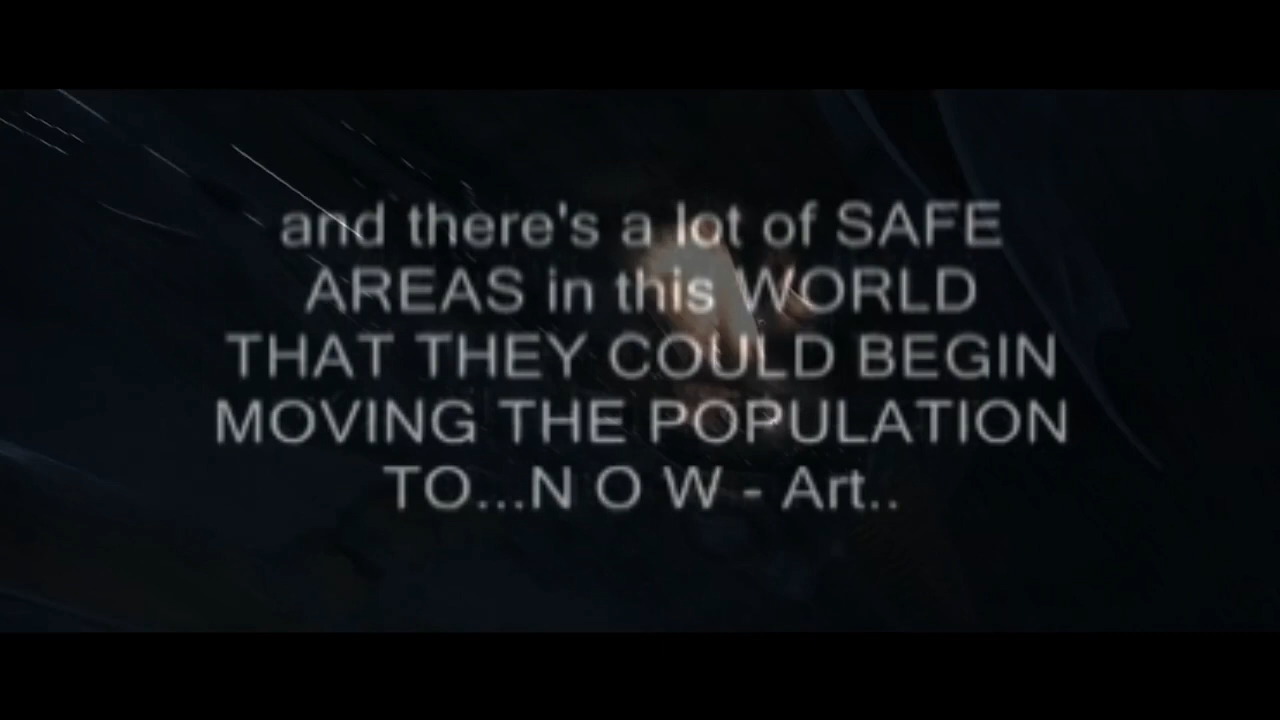 and there's a lot of SAFE
AREAS in this WORLD
THAT THEY COULD BEGIN
MOVING THE POPULATION
TO...N O W - Art..